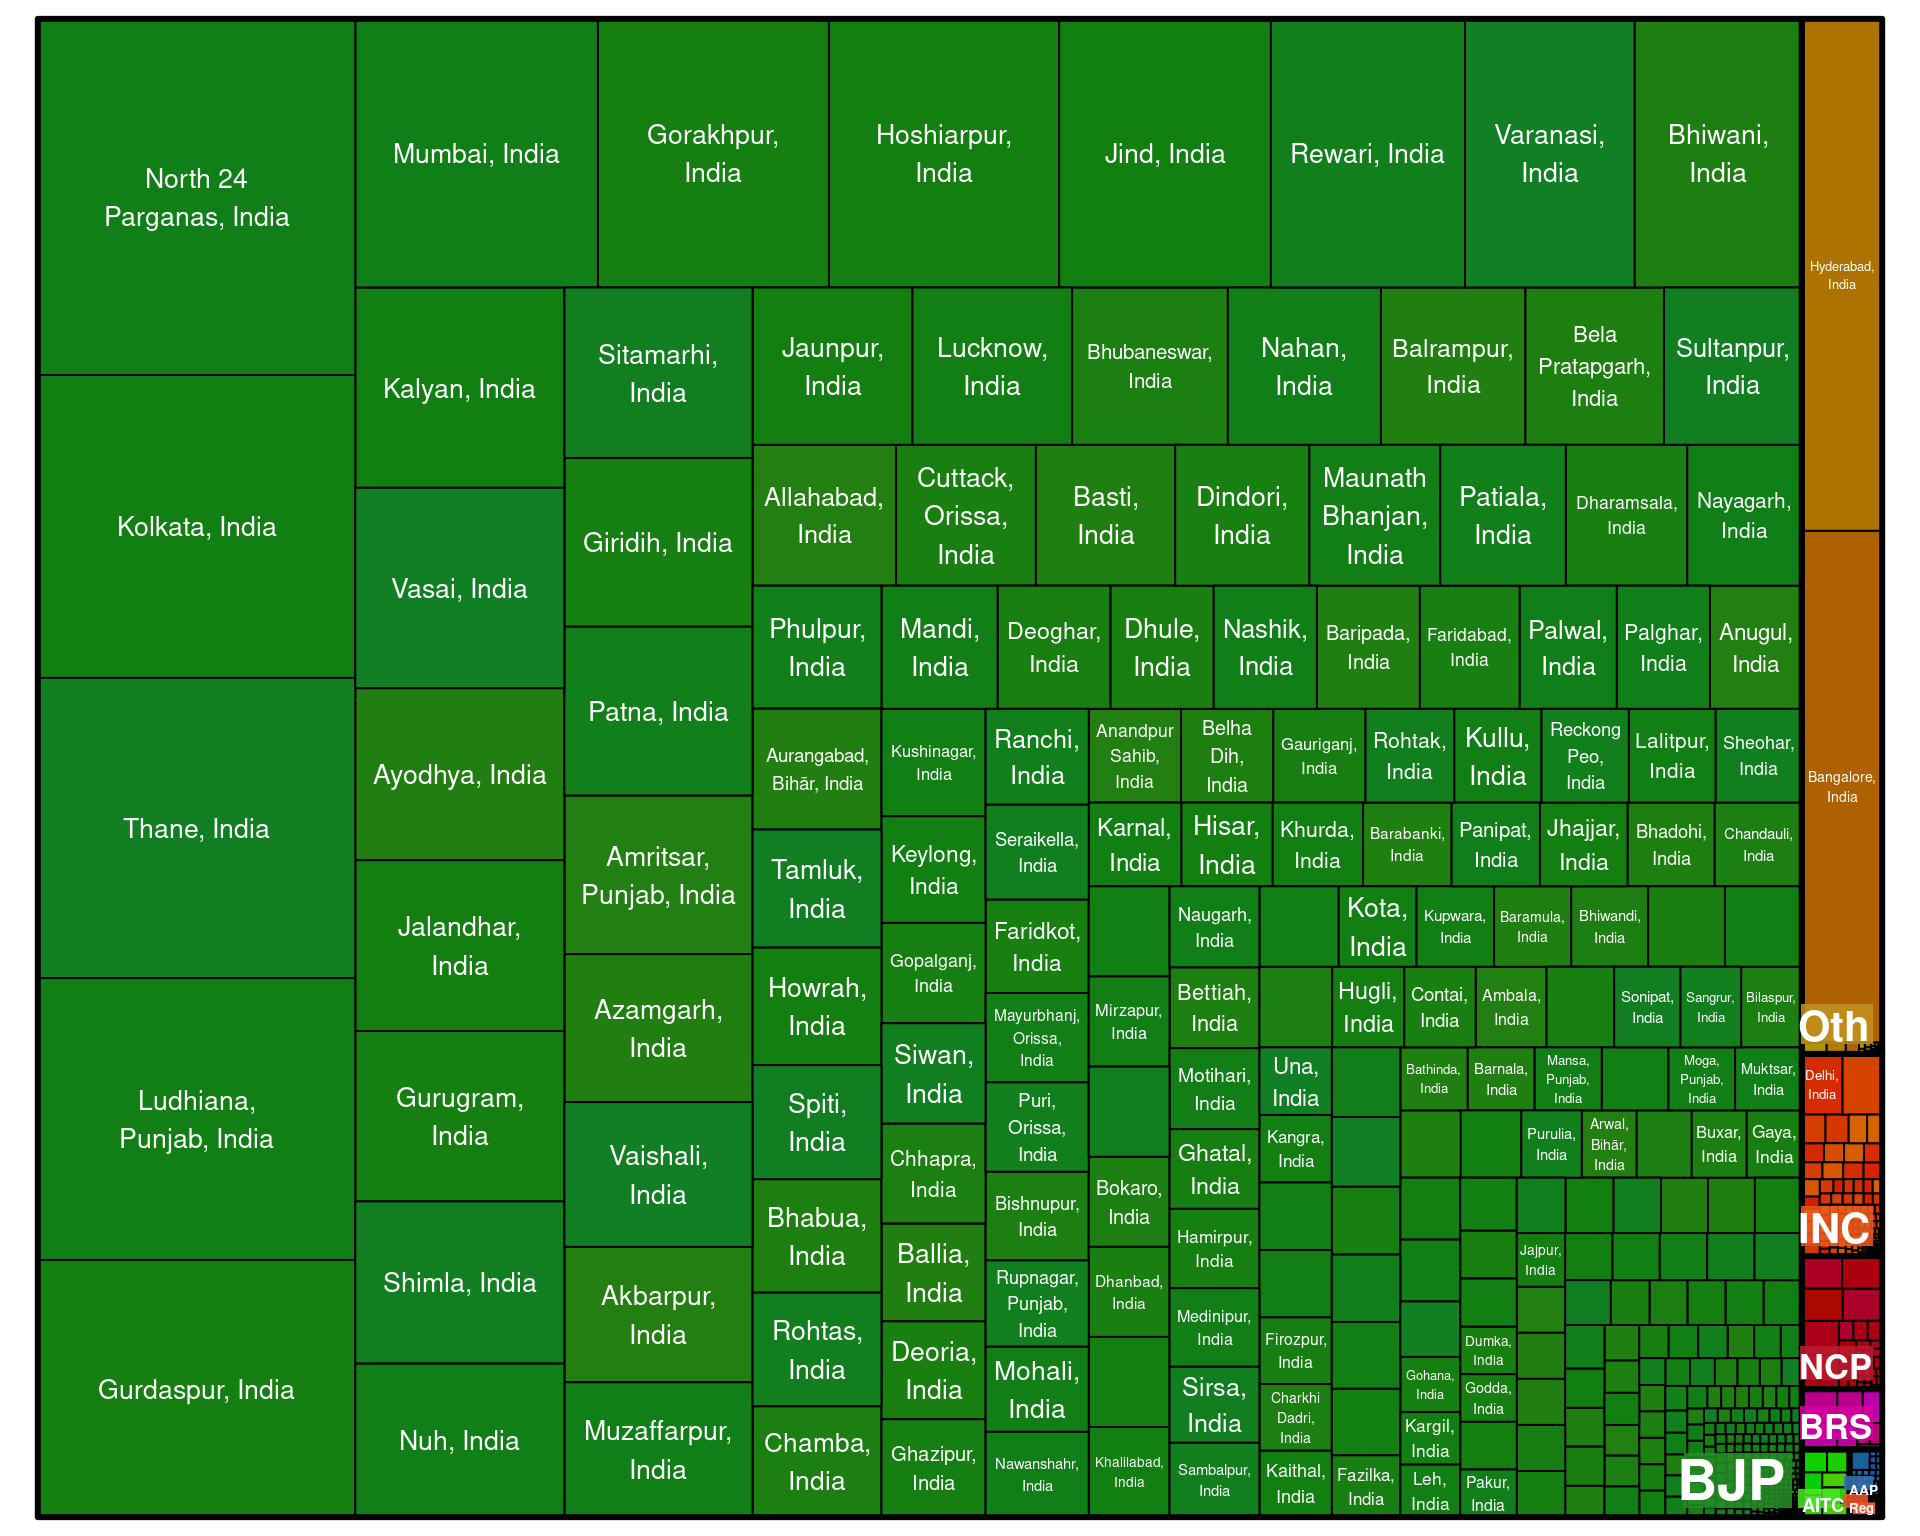 North 24
Parganas, India
Kolkata, India
Thane, India
Ludhiana,
Punjab, India
Gurdaspur, India
Mumbai, India
Gorakhpur,
India
Hoshiarpur,
India
Jind, India
Rewari, India
Varanasi,
India
Bhiwani,
India
Kalyan, India
Vasai, India
Ayodhya, India
Jalandhar,
India
Gurugram,
India
Shimla, India
Nuh, India
Sitamarhi,
India
Giridih, India
Patna, India
Amritsar,
Punjab, India
Azamgarh,
India
Vaishali,
India
Akbarpur,
India
Muzaffarpur,
India
Jaunpur,
India
Lucknow,
India
Bhubaneswar,
India
Nahan,
India
Balrampur,
India
Bela
Pratapgarh,
India
Sultanpur,
India
Allahabad,
India
Cuttack,
Orissa,
India
Basti,
India
Dindori,
India
Maunath
Bhanjan,
India
Patiala,
India
Dharamsala,
India
Nayagarh,
India
Phulpur,
India
Mandi,
India
Deoghar,
India
Dhule,
India
Nashik,
India
Baripada,
India
Faridabad,
India
Palwal,
India
Palghar,
India
Anugul,
India
Aurangabad,
Bihār, India
Tamluk,
India
Howrah,
India
Spiti,
India
Bhabua,
India
Rohtas,
India
Chamba,
India
Kushinagar,
India
Keylong,
India
Gopalganj,
India
Siwan,
India
Chhapra,
India
Ballia,
India
Deoria,
India
Ghazipur,
India
Ranchi,
India
Seraikella,
India
Faridkot,
India
Mayurbhanj,
Orissa,
India
Puri,
Orissa,
India
Bishnupur,
India
Rupnagar,
Punjab,
India
Mohali,
India
Nawanshahr,
India
Anandpur
Sahib,
India
Belha
Dih,
India
Gauriganj,
India
Rohtak,
India
Kullu,
India
Reckong
Peo,
India
Lalitpur,
India
Sheohar,
India
Karnal,
India
Hisar,
India
Khurda,
India
Barabanki,
India
Panipat,
India
Jhajjar,
India
Bhadohi,
India
Chandauli,
India
Mirzapur,
India
Bokaro,
India
Dhanbad,
India
Khalilabad,
India
Naugarh,
India
Bettiah,
India
Motihari,
India
Ghatal,
India
Hamirpur,
India
Medinipur,
India
Sirsa,
India
Sambalpur,
India
Kota,
India
Kupwara,
India
Baramula,
India
Bhiwandi,
India
Hugli,
India
Contai,
India
Ambala,
India
Sonipat,
India
Sangrur,
India
Bilaspur,
India
Una,
India
Kangra,
India
Firozpur,
India
Charkhi
Dadri,
India
Kaithal,
India
Fazilka,
India
Bathinda,
India
Barnala,
India
Mansa,
Punjab,
India
Moga,
Punjab,
India
Muktsar,
India
Purulia,
India
Arwal,
Bihār,
India
Buxar,
India
Gaya,
India
Gohana,
India
Kargil,
India
Leh,
India
Dumka,
India
Godda,
India
Pakur,
India
Jajpur,
India
BJP
Hyderabad,
India
Bangalore,
India
Oth
Delhi,
India
INC
NCP
BRS
AITC
AAP
Reg